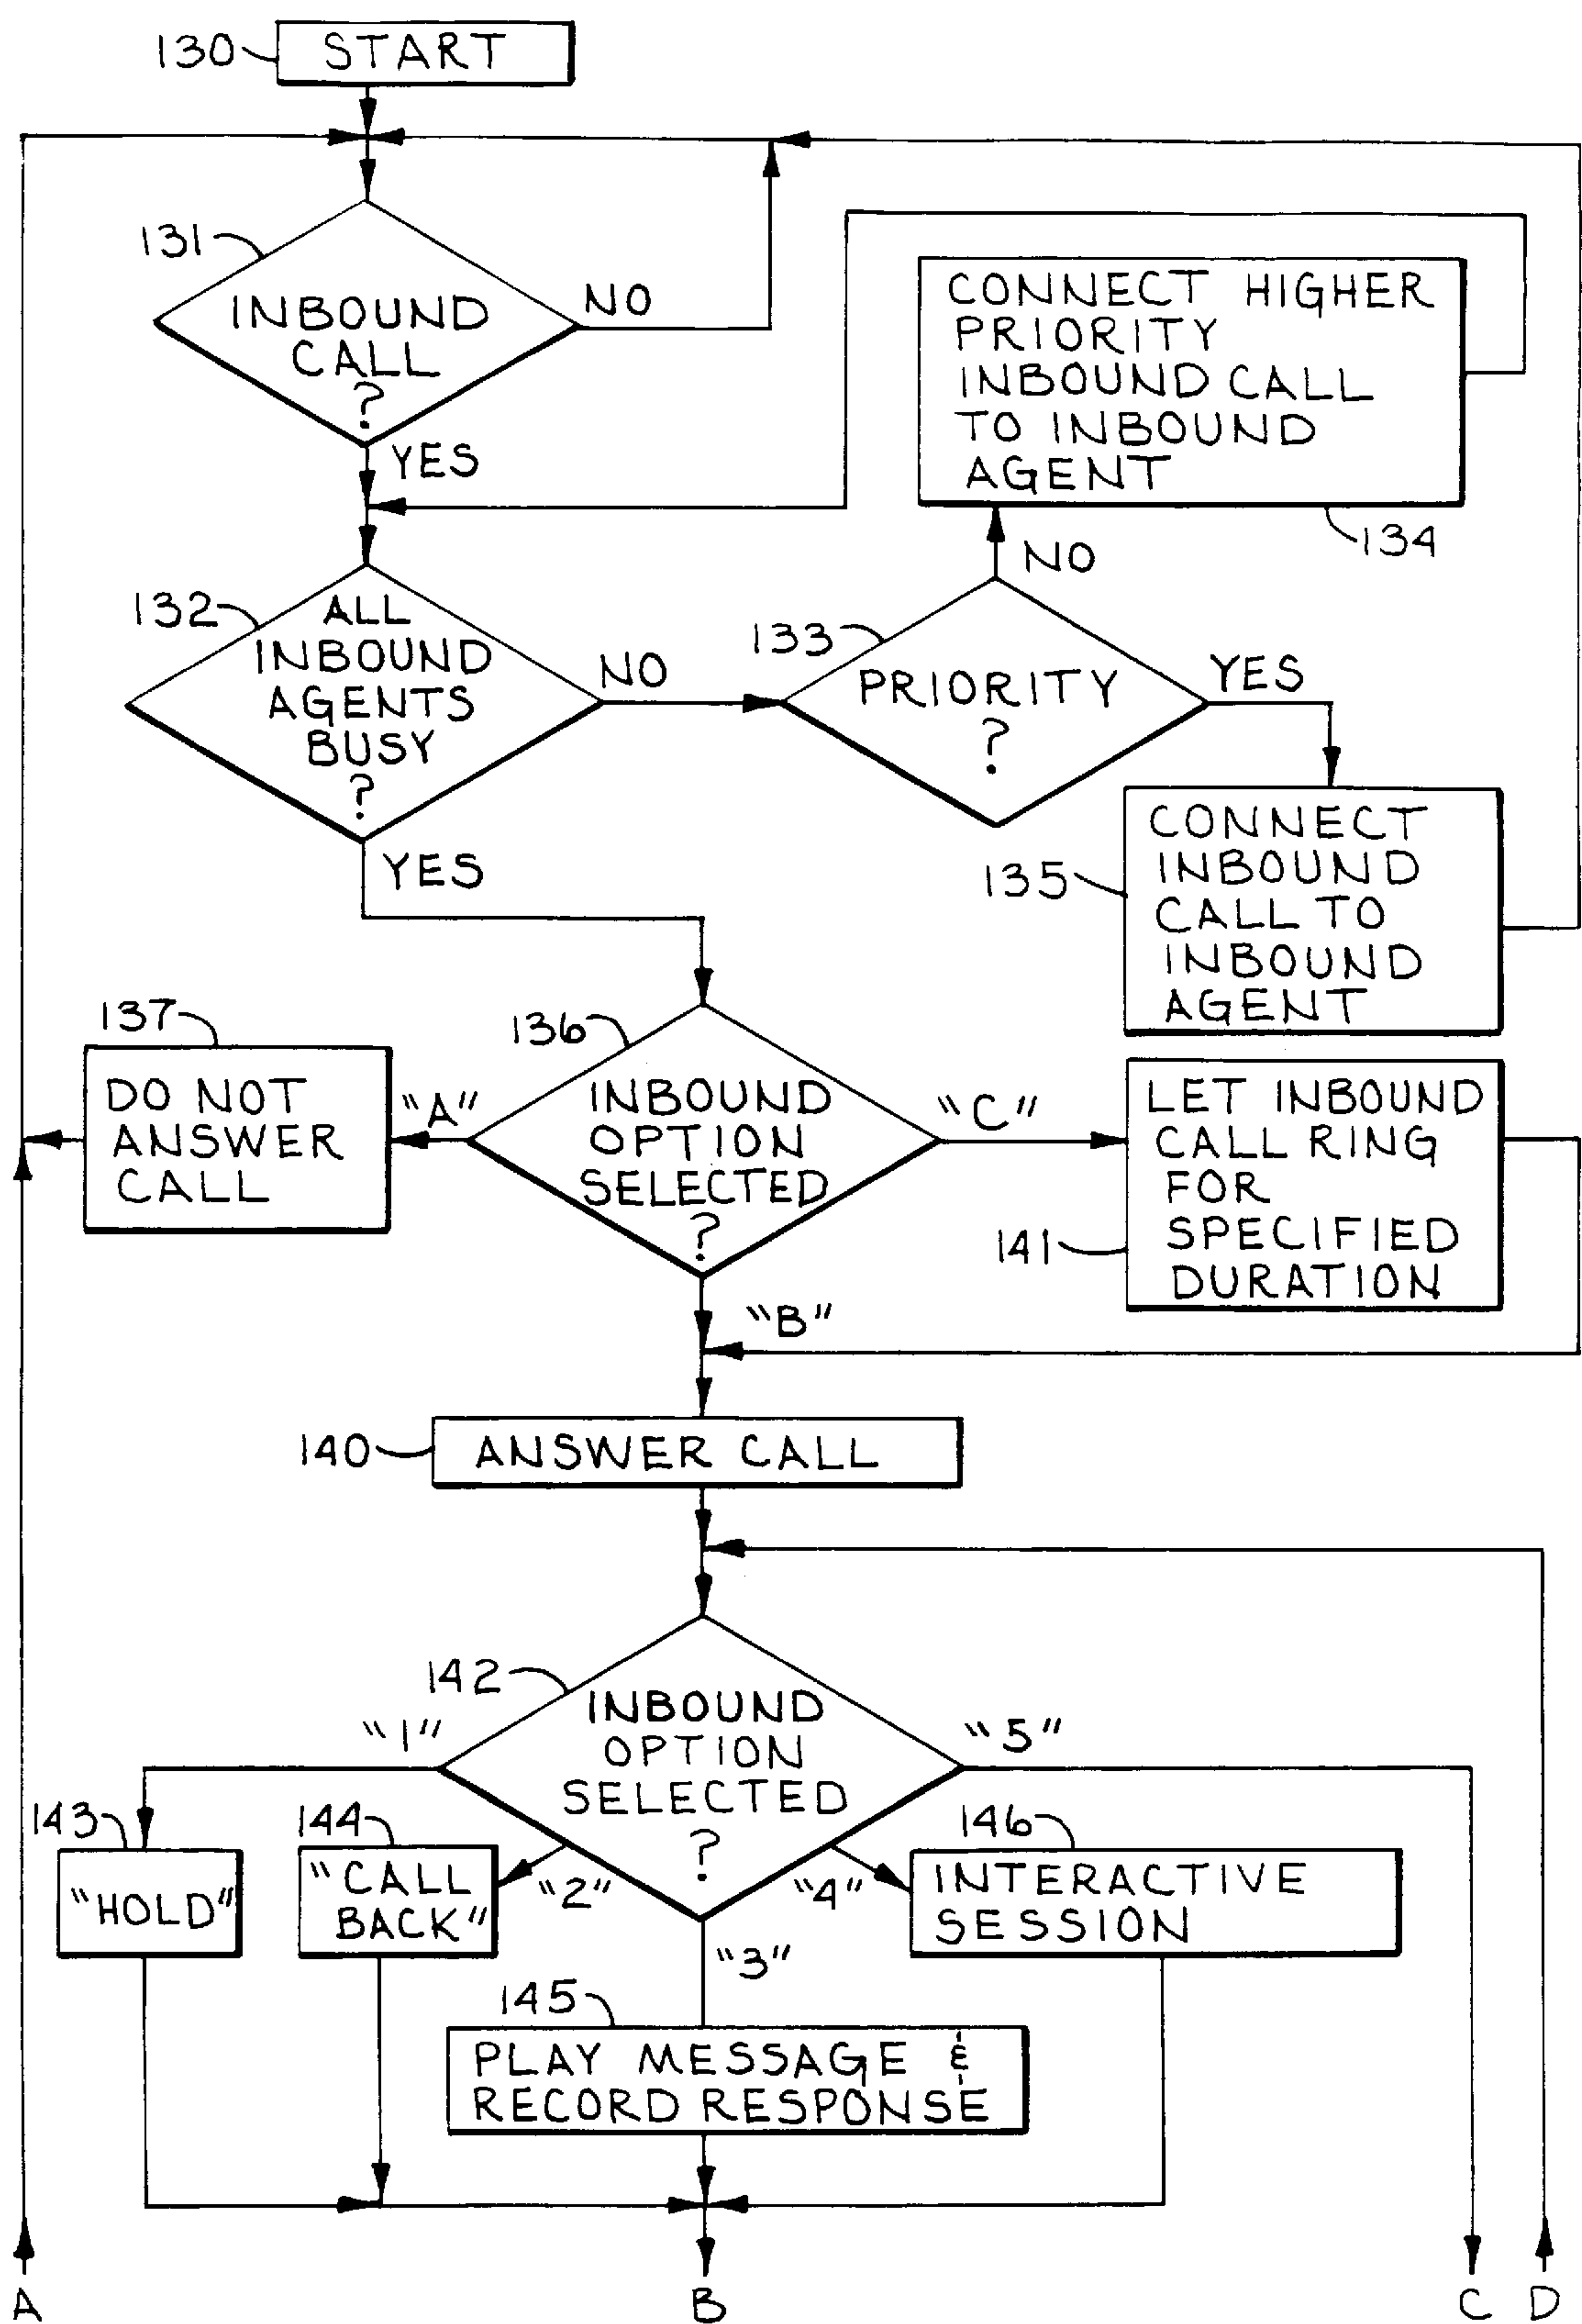 130
START
131
INBOUND
CALL
?
NO
YES
CONNECT HIGHER
PRIORITY
INBOUND CALL
TO INBOUND
AGENT
134
132
ALL
INBOUND
AGENTS
BUSY
?
NO
YES
133
PRIORITY
?
NO
YES
135
CONNECT
INBOUND
CALL TO
INBOUND
AGENT
137
DO NOT
ANSWER
CALL
136
INBOUND
OPTION
SELECTED
?
"A"
"C"
"B"
141
LET INBOUND
CALL RING
FOR
SPECIFIED
DURATION
140
ANSWER CALL
142
INBOUND
OPTION
SELECTED
?
"1"
"5"
143
"HOLD"
144
"CALL
BACK"
"2"
"3"
"4"
146
INTERACTIVE
SESSION
145
PLAY MESSAGE &
RECORD RESPONSE
A
B
C
D